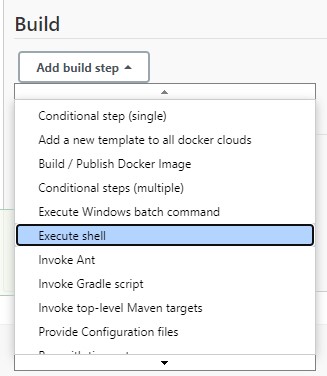 Build
Add build step
Conditional step (single)
Add a new template to all docker clouds
Build / Publish Docker Image
Conditional steps (multiple)
Execute Windows batch command
Execute shell
Invoke Ant
Invoke Gradle script
Invoke top-level Maven targets
Provide Configuration files